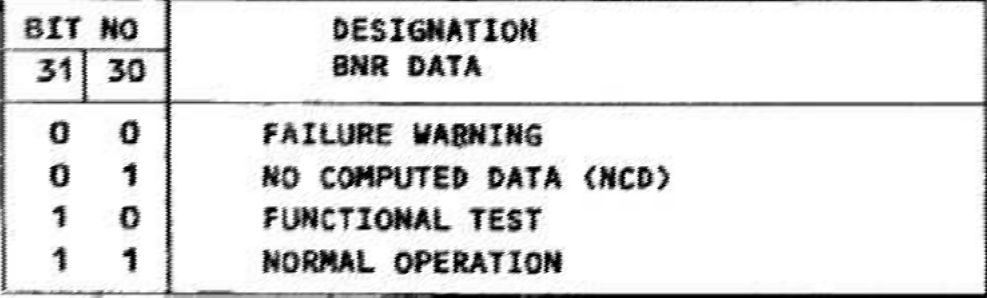 BIT NO DESIGNATION
31 30 BNR DATA
0 0 FAILURE WARNING
0 1 NO COMPUTED DATA (NCD)
1 0 FUNCTIONAL TEST
1 1 NORMAL OPERATION